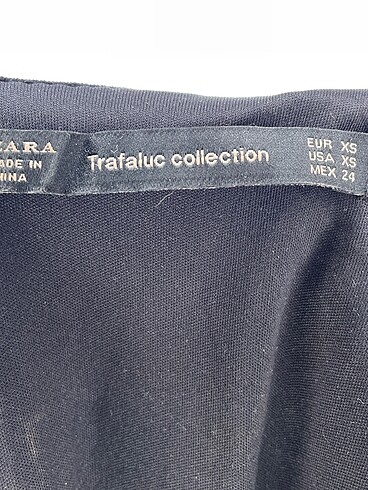 ZARA
MADE IN
CHINA
Trafaluc collection
EUR XS
USA XS
MEX 24